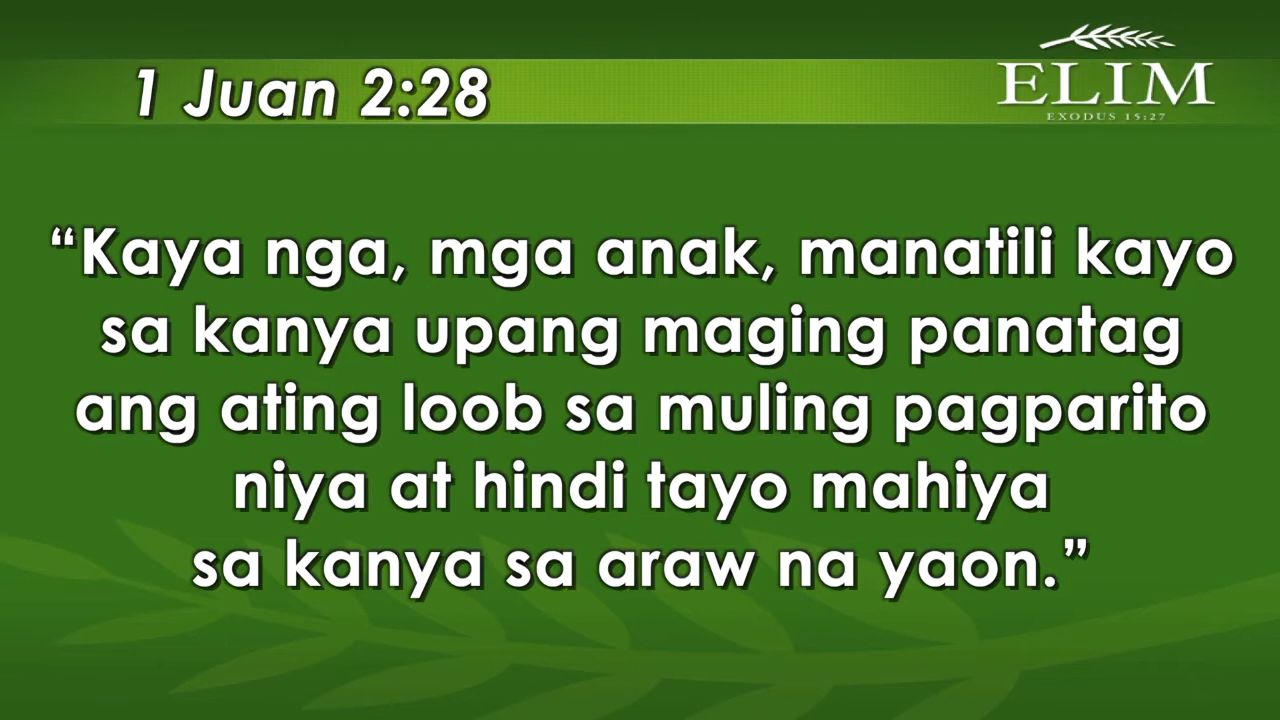 1 Juan 2:28
ELIM
EXODUS 15:27
“Kaya nga, mga anak, manatili kayo
sa kanya upang maging panatag
ang ating loob sa muling pagparito
niya at hindi tayo mahiya
sa kanya sa araw na yaon.”